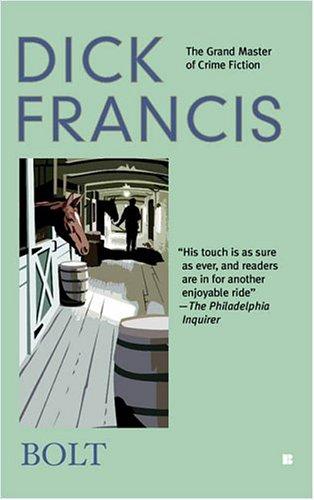 DICK
FRANCIS
The Grand Master
of Crime Fiction
“His touch is as sure
as ever, and readers
are in for another
enjoyable ride”
—The Philadelphia
Inquirer
BOLT
B